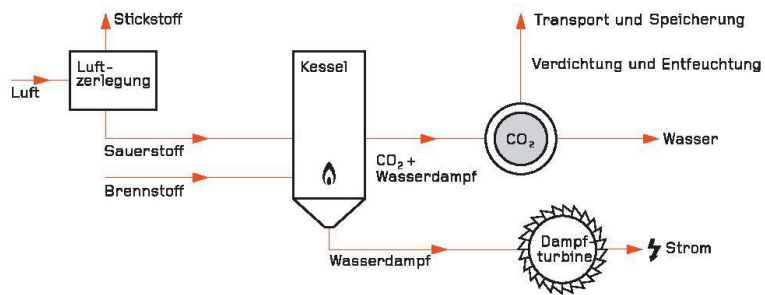 Stickstoff
Transport und Speicherung
Luft-
zerlegung
Kessel
Verdichtung und Entfeuchtung
Luft
CO₂
Wasser
Sauerstoff
CO₂ +
Wasserdampf
Brennstoff
Dampf-
turbine
Strom
Wasserdampf